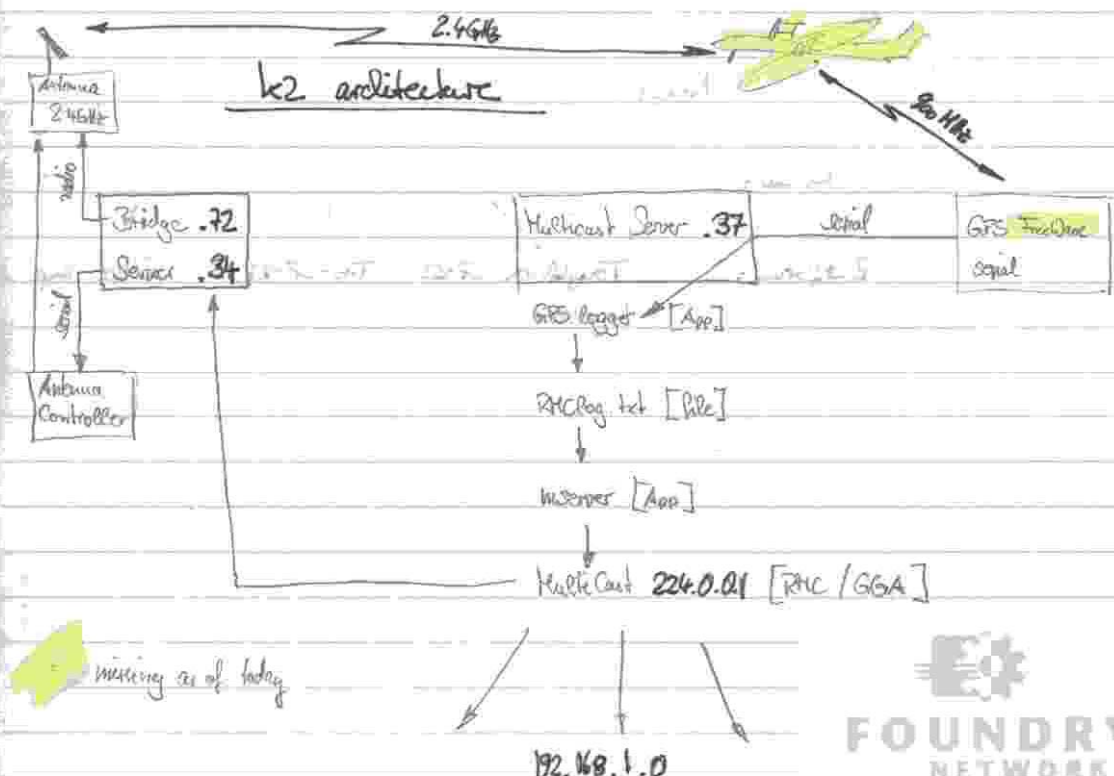 2.4GHz
k2 architecture
Antenna
2.4GHz
900 MHz
radio
Bridge .72
Server .34
serial
Antenna
Controller
Multicast Server .37
serial
GPS FreeWave
serial
GPS logger [App]
RMClog.txt [file]
mserver [App]
MultiCast 224.0.0.1 [RMC / GGA]
missing as of today
192.168.1.0
FOUNDRY
NETWORK